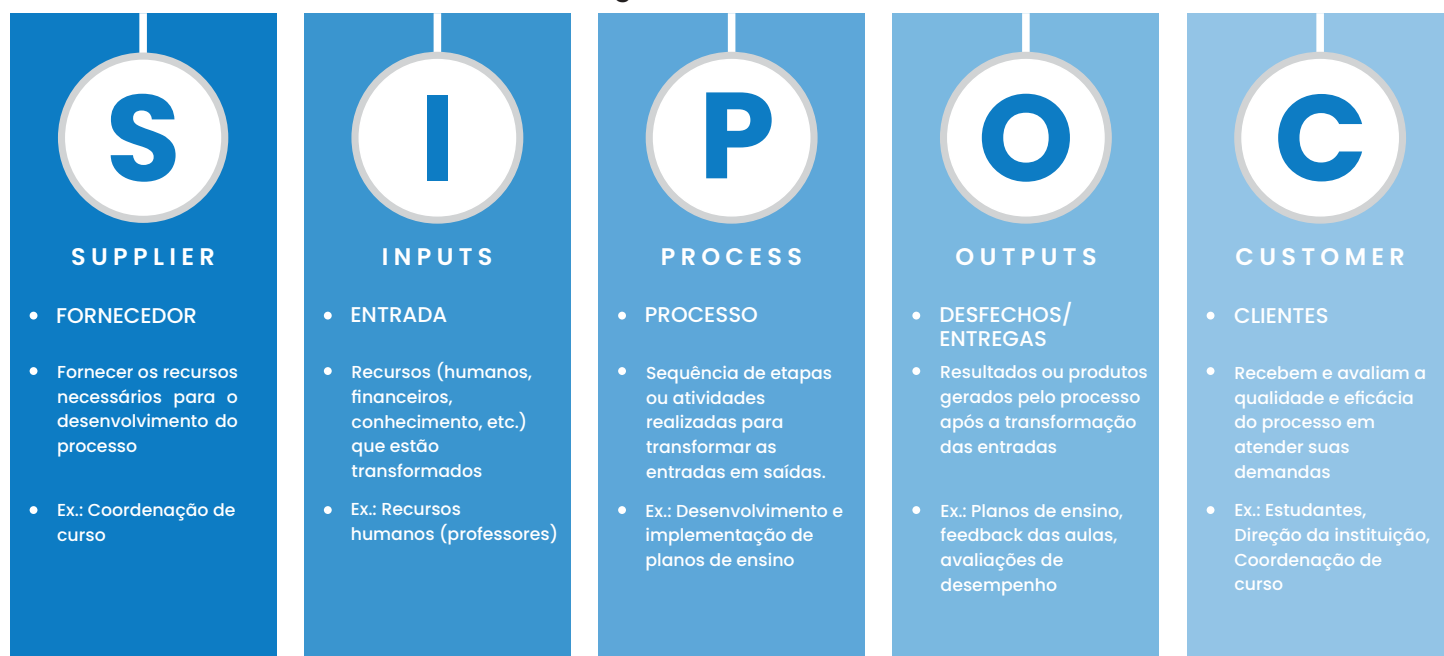 S
SUPPLIER
• FORNECEDOR
• Fornecer os recursos
necessários para o
desenvolvimento do
processo
• Ex.: Coordenação de
curso
I
INPUTS
• ENTRADA
• Recursos (humanos,
financeiros,
conhecimento, etc.)
que estão
transformados
• Ex.: Recursos
humanos (professores)
P
PROCESS
• PROCESSO
• Sequência de etapas
ou atividades
realizadas para
transformar as
entradas em saídas.
• Ex.: Desenvolvimento e
implementação de
planos de ensino
O
OUTPUTS
• DESFECHOS/
ENTREGAS
• Resultados ou produtos
gerados pelo processo
após a transformação
das entradas
• Ex.: Planos de ensino,
feedback das aulas,
avaliações de
desempenho
C
CUSTOMER
• CLIENTES
• Recebem e avaliam a
qualidade e eficácia
do processo em
atender suas
demandas
• Ex.: Estudantes,
Direção da instituição,
Coordenação de
curso